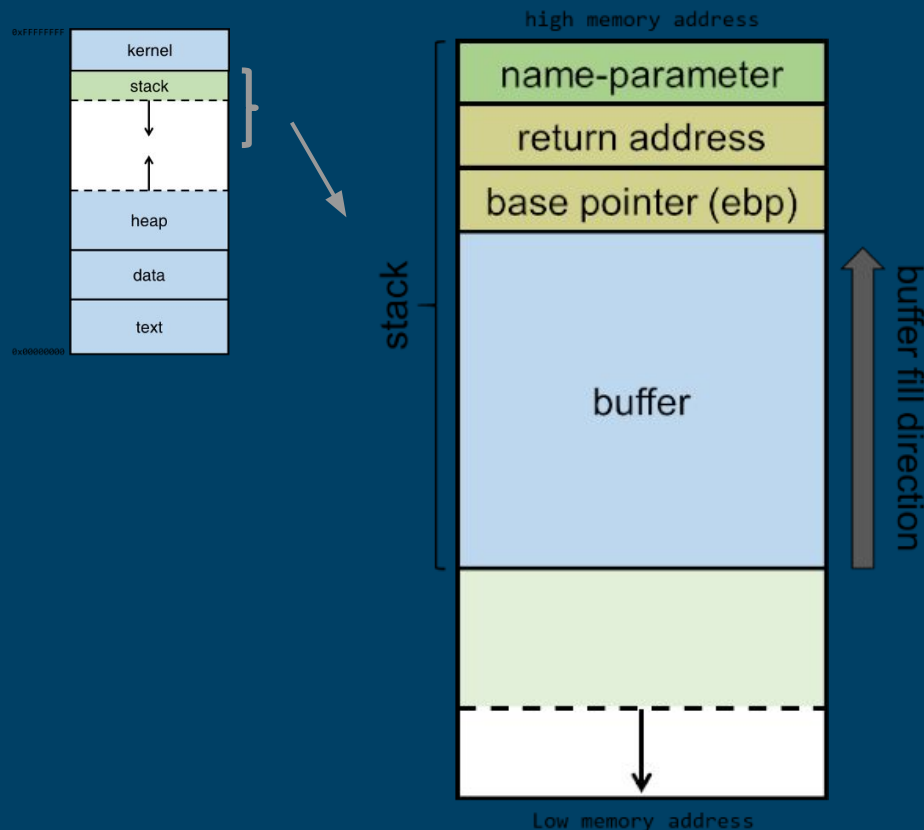 0xFFFFFFFF
kernel
stack
heap
data
text
0x00000000
high memory address
name-parameter
return address
base pointer (ebp)
stack
buffer
buffer fill direction
Low memory address